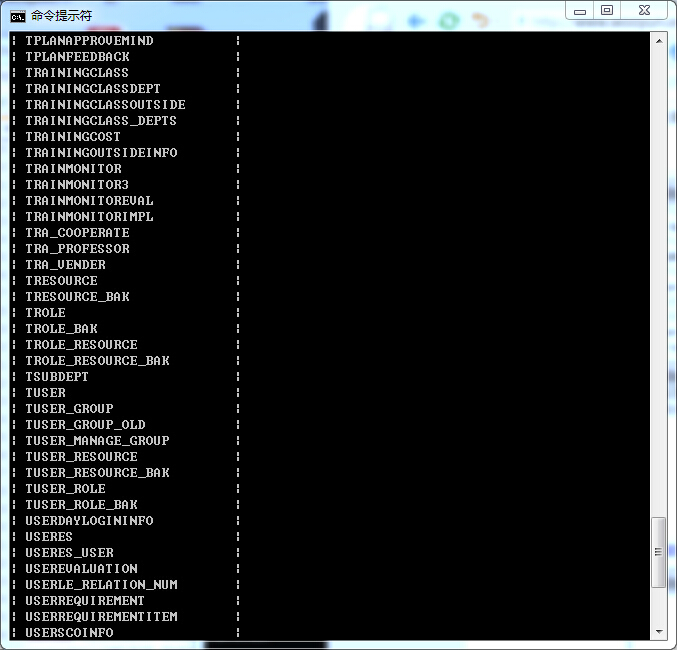 命令提示符
¦ TPLANAPPROVEMIND ¦
¦ TPLANFEEDBACK ¦
¦ TRAININGCLASS ¦
¦ TRAININGCLASSDEPT ¦
¦ TRAININGCLASSOUTSIDE ¦
¦ TRAININGCLASS_DEPTS ¦
¦ TRAININGCOST ¦
¦ TRAININGOUTSIDEINFO ¦
¦ TRAINMONITOR ¦
¦ TRAINMONITOR3 ¦
¦ TRAINMONITOREVAL ¦
¦ TRAINMONITORIMPL ¦
¦ TRA_COOPERATE ¦
¦ TRA_PROFESSOR ¦
¦ TRA_VENDER ¦
¦ TRESOURCE ¦
¦ TRESOURCE_BAK ¦
¦ TROLE ¦
¦ TROLE_BAK ¦
¦ TROLE_RESOURCE ¦
¦ TROLE_RESOURCE_BAK ¦
¦ TSUBDEPT ¦
¦ TUSER ¦
¦ TUSER_GROUP ¦
¦ TUSER_GROUP_OLD ¦
¦ TUSER_MANAGE_GROUP ¦
¦ TUSER_RESOURCE ¦
¦ TUSER_RESOURCE_BAK ¦
¦ TUSER_ROLE ¦
¦ TUSER_ROLE_BAK ¦
¦ USERDAYLOGININFO ¦
¦ USERES ¦
¦ USERES_USER ¦
¦ USEREVALUATION ¦
¦ USERLE_RELATION_NUM ¦
¦ USERREQUIREMENT ¦
¦ USERREQUIREMENTITEM ¦
¦ USERSCOINFO ¦